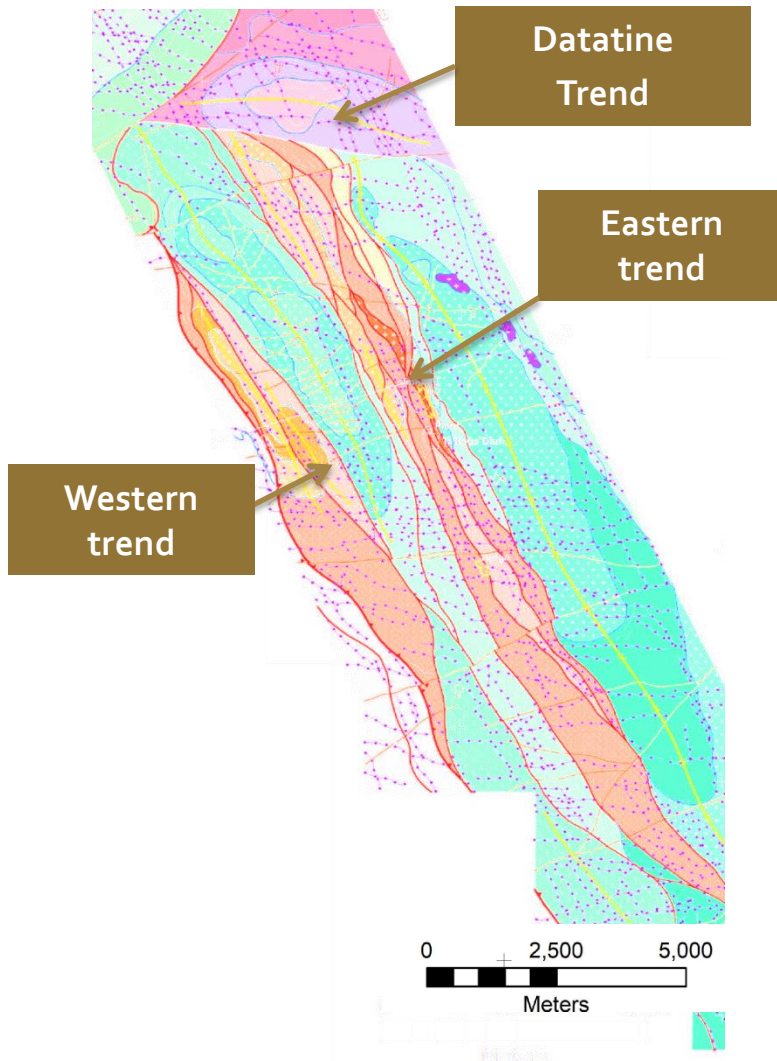 Datatine
Trend
Eastern
trend
Western
trend
0 2,500 5,000
Meters